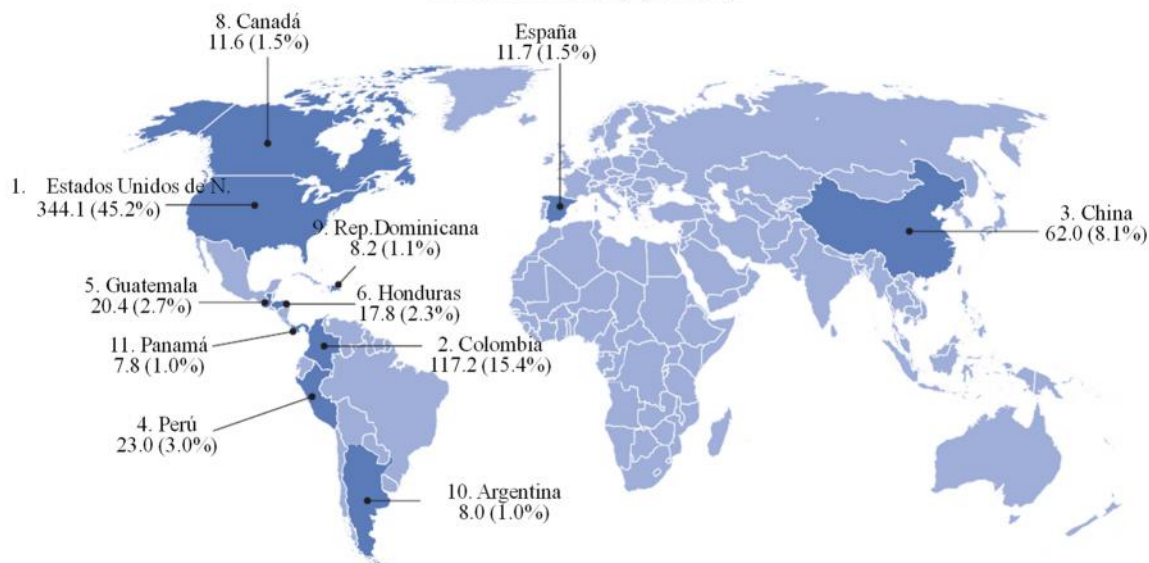 8. Canadá
11.6 (1.5%)
España
11.7 (1.5%)
1. Estados Unidos de N.
344.1 (45.2%)
9. Rep.Dominicana
8.2 (1.1%)
3. China
62.0 (8.1%)
5. Guatemala
20.4 (2.7%)
6. Honduras
17.8 (2.3%)
11. Panamá
7.8 (1.0%)
2. Colombia
117.2 (15.4%)
4. Perú
23.0 (3.0%)
10. Argentina
8.0 (1.0%)